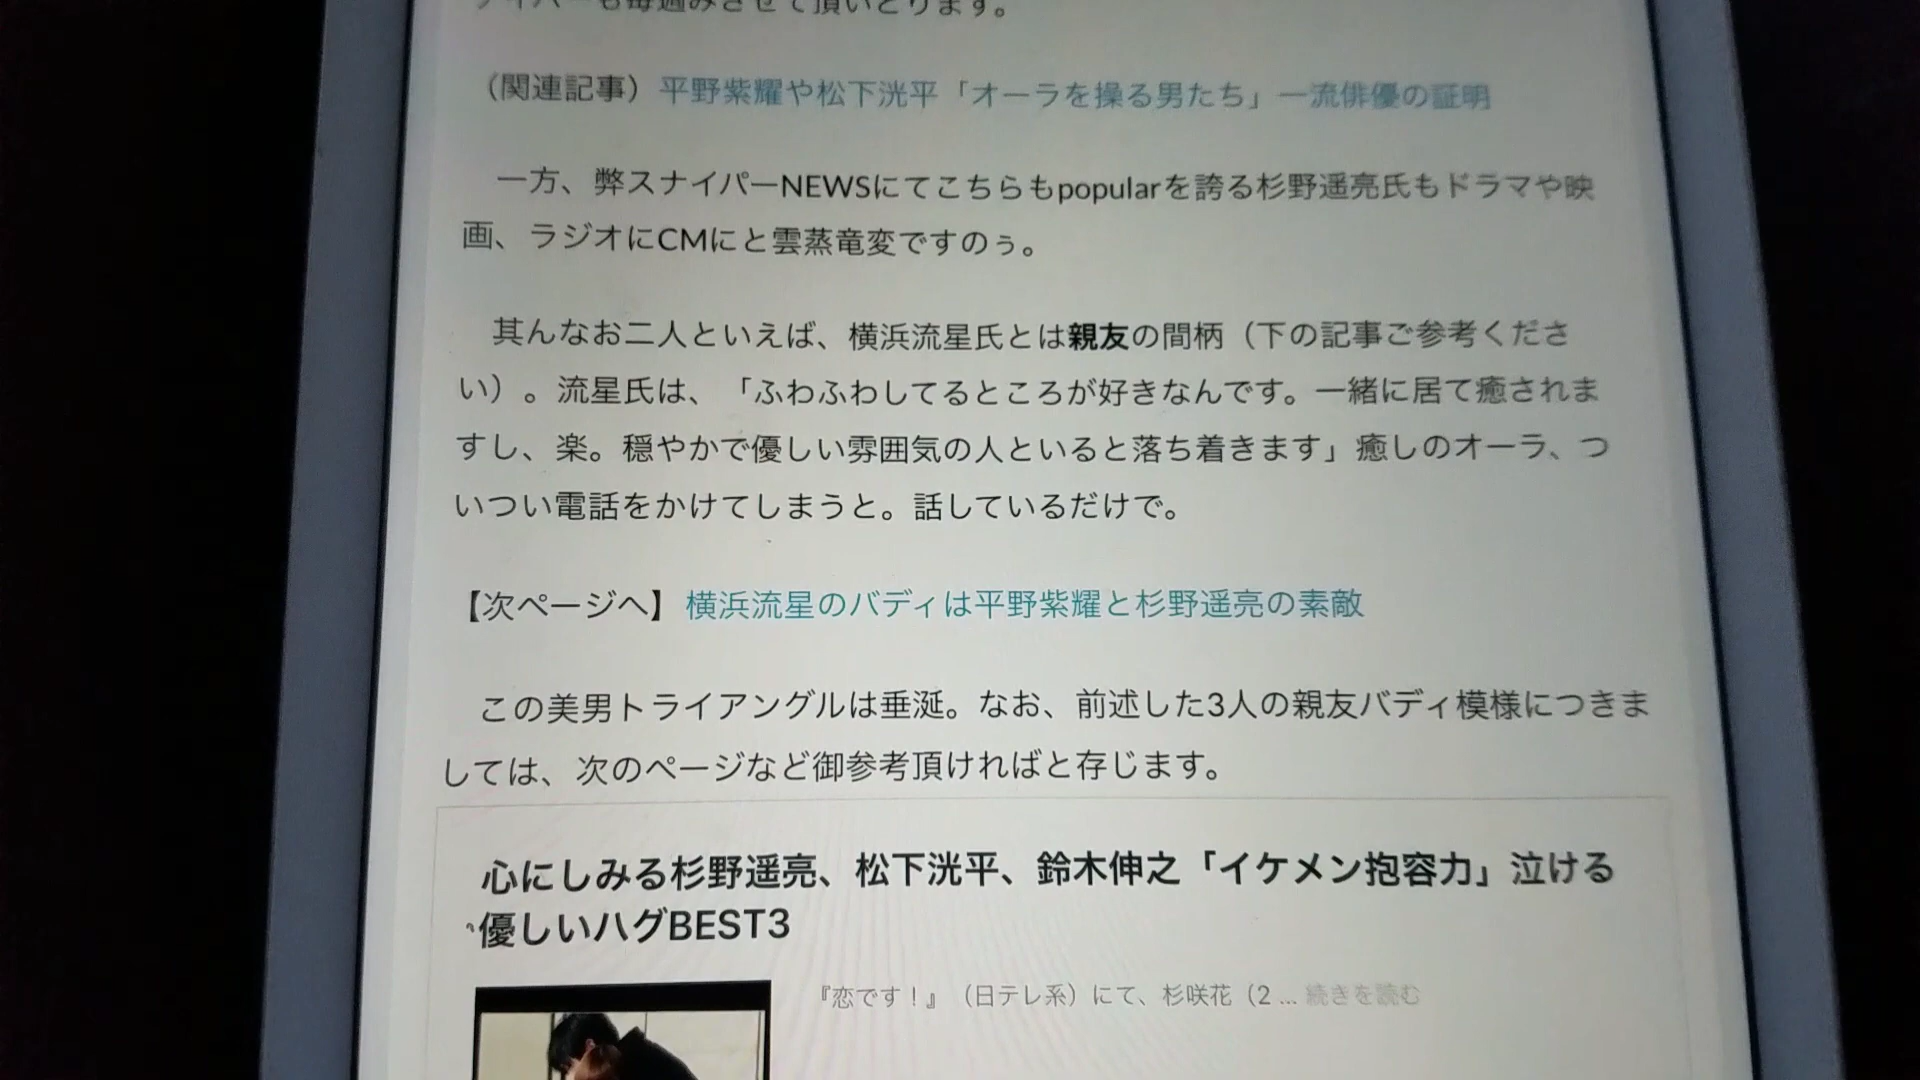 ナイパーも毎週みさせて頂いとります。
（関連記事）平野紫耀や松下洸平「オーラを操る男たち」一流俳優の証明
一方、弊スナイパーNEWSにてこちらもpopularを誇る杉野遥亮氏もドラマや映
画、ラジオにCMにと雲蒸竜変ですのぅ。
其んなお二人といえば、横浜流星氏とは親友の間柄（下の記事ご参考くださ
い）。流星氏は、「ふわふわしてるところが好きなんです。一緒に居て癒されま
すし、楽。穏やかで優しい雰囲気の人といると落ち着きます」癒しのオーラ、つ
いつい電話をかけてしまうと。話しているだけで。
【次ページへ】横浜流星のバディは平野紫耀と杉野遥亮の素敵
この美男トライアングルは垂涎。なお、前述した3人の親友バディ模様につきま
しては、次のページなど御参考頂ければと存じます。
心にしみる杉野遥亮、松下洸平、鈴木伸之「イケメン抱容力」泣ける
優しいハグBEST3
『恋です！』（日テレ系）にて、杉咲花（2 ... 続きを読む